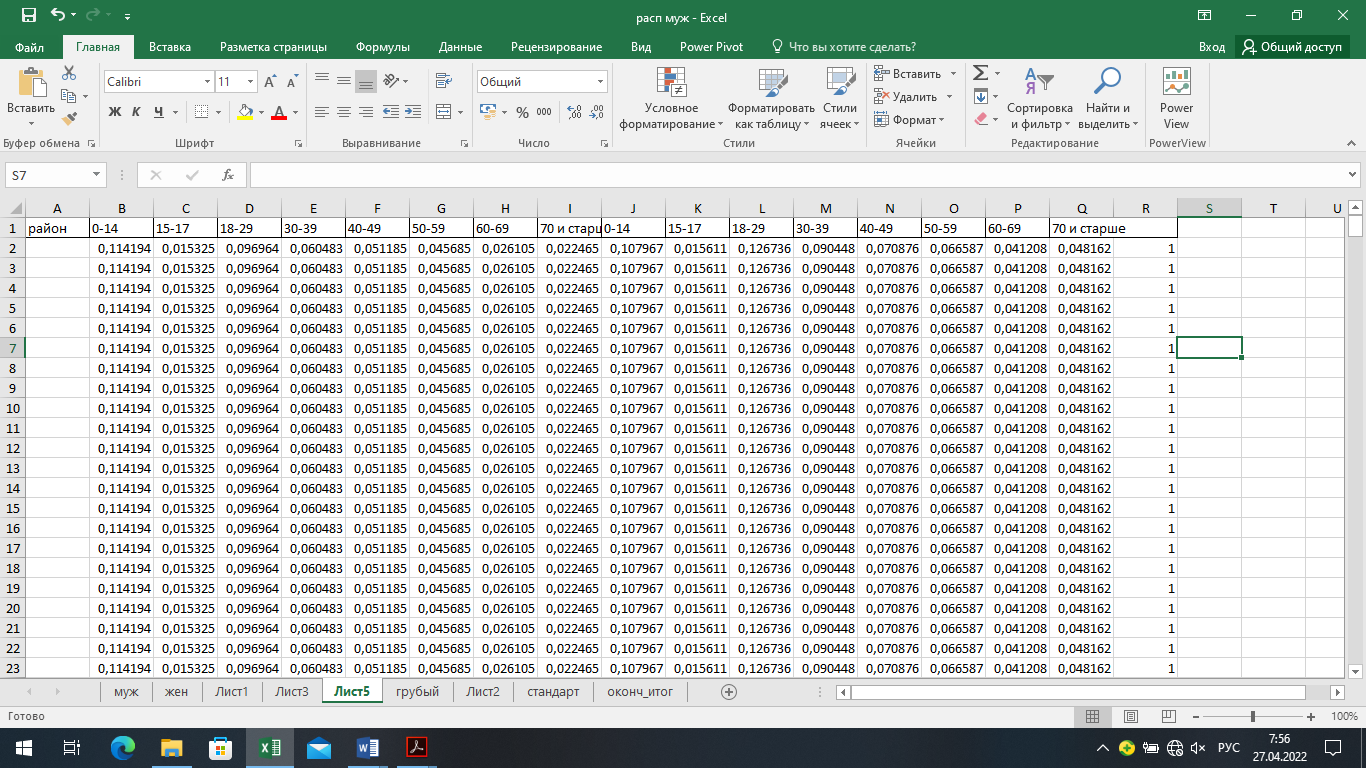 расп муж - Excel
Файл Главная Вставка Разметка страницы Формулы Данные Рецензирование Вид Power Pivot Что вы хотите сделать? Вход Общий доступ
Вставить
Calibri 11
Ж К Ч
А
Общий
% 000
Условное форматирование
Форматировать как таблицу
Стили ячеек
Вставить
Удалить
Формат
Сортировка и фильтр
Найти и выделить
Power View
Буфер обмена Шрифт Выравнивание Число Стили Ячейки Редактирование PowerView
S7 fx
A B C D E F G H I J K L M N O P Q R S T U
1 район 0-14 15-17 18-29 30-39 40-49 50-59 60-69 70 и старш 0-14 15-17 18-29 30-39 40-49 50-59 60-69 70 и старше
2 0,114194 0,015325 0,096964 0,060483 0,051185 0,045685 0,026105 0,022465 0,107967 0,015611 0,126736 0,090448 0,070876 0,066587 0,041208 0,048162 1
3 0,114194 0,015325 0,096964 0,060483 0,051185 0,045685 0,026105 0,022465 0,107967 0,015611 0,126736 0,090448 0,070876 0,066587 0,041208 0,048162 1
4 0,114194 0,015325 0,096964 0,060483 0,051185 0,045685 0,026105 0,022465 0,107967 0,015611 0,126736 0,090448 0,070876 0,066587 0,041208 0,048162 1
5 0,114194 0,015325 0,096964 0,060483 0,051185 0,045685 0,026105 0,022465 0,107967 0,015611 0,126736 0,090448 0,070876 0,066587 0,041208 0,048162 1
6 0,114194 0,015325 0,096964 0,060483 0,051185 0,045685 0,026105 0,022465 0,107967 0,015611 0,126736 0,090448 0,070876 0,066587 0,041208 0,048162 1
7 0,114194 0,015325 0,096964 0,060483 0,051185 0,045685 0,026105 0,022465 0,107967 0,015611 0,126736 0,090448 0,070876 0,066587 0,041208 0,048162 1
8 0,114194 0,015325 0,096964 0,060483 0,051185 0,045685 0,026105 0,022465 0,107967 0,015611 0,126736 0,090448 0,070876 0,066587 0,041208 0,048162 1
9 0,114194 0,015325 0,096964 0,060483 0,051185 0,045685 0,026105 0,022465 0,107967 0,015611 0,126736 0,090448 0,070876 0,066587 0,041208 0,048162 1
10 0,114194 0,015325 0,096964 0,060483 0,051185 0,045685 0,026105 0,022465 0,107967 0,015611 0,126736 0,090448 0,070876 0,066587 0,041208 0,048162 1
11 0,114194 0,015325 0,096964 0,060483 0,051185 0,045685 0,026105 0,022465 0,107967 0,015611 0,126736 0,090448 0,070876 0,066587 0,041208 0,048162 1
12 0,114194 0,015325 0,096964 0,060483 0,051185 0,045685 0,026105 0,022465 0,107967 0,015611 0,126736 0,090448 0,070876 0,066587 0,041208 0,048162 1
13 0,114194 0,015325 0,096964 0,060483 0,051185 0,045685 0,026105 0,022465 0,107967 0,015611 0,126736 0,090448 0,070876 0,066587 0,041208 0,048162 1
14 0,114194 0,015325 0,096964 0,060483 0,051185 0,045685 0,026105 0,022465 0,107967 0,015611 0,126736 0,090448 0,070876 0,066587 0,041208 0,048162 1
15 0,114194 0,015325 0,096964 0,060483 0,051185 0,045685 0,026105 0,022465 0,107967 0,015611 0,126736 0,090448 0,070876 0,066587 0,041208 0,048162 1
16 0,114194 0,015325 0,096964 0,060483 0,051185 0,045685 0,026105 0,022465 0,107967 0,015611 0,126736 0,090448 0,070876 0,066587 0,041208 0,048162 1
17 0,114194 0,015325 0,096964 0,060483 0,051185 0,045685 0,026105 0,022465 0,107967 0,015611 0,126736 0,090448 0,070876 0,066587 0,041208 0,048162 1
18 0,114194 0,015325 0,096964 0,060483 0,051185 0,045685 0,026105 0,022465 0,107967 0,015611 0,126736 0,090448 0,070876 0,066587 0,041208 0,048162 1
19 0,114194 0,015325 0,096964 0,060483 0,051185 0,045685 0,026105 0,022465 0,107967 0,015611 0,126736 0,090448 0,070876 0,066587 0,041208 0,048162 1
20 0,114194 0,015325 0,096964 0,060483 0,051185 0,045685 0,026105 0,022465 0,107967 0,015611 0,126736 0,090448 0,070876 0,066587 0,041208 0,048162 1
21 0,114194 0,015325 0,096964 0,060483 0,051185 0,045685 0,026105 0,022465 0,107967 0,015611 0,126736 0,090448 0,070876 0,066587 0,041208 0,048162 1
22 0,114194 0,015325 0,096964 0,060483 0,051185 0,045685 0,026105 0,022465 0,107967 0,015611 0,126736 0,090448 0,070876 0,066587 0,041208 0,048162 1
23 0,114194 0,015325 0,096964 0,060483 0,051185 0,045685 0,026105 0,022465 0,107967 0,015611 0,126736 0,090448 0,070876 0,066587 0,041208 0,048162 1
муж жен Лист1 Лист3 Лист5 грубый Лист2 стандарт оконч_итог
Готово 100%
РУС 7:56
27.04.2022